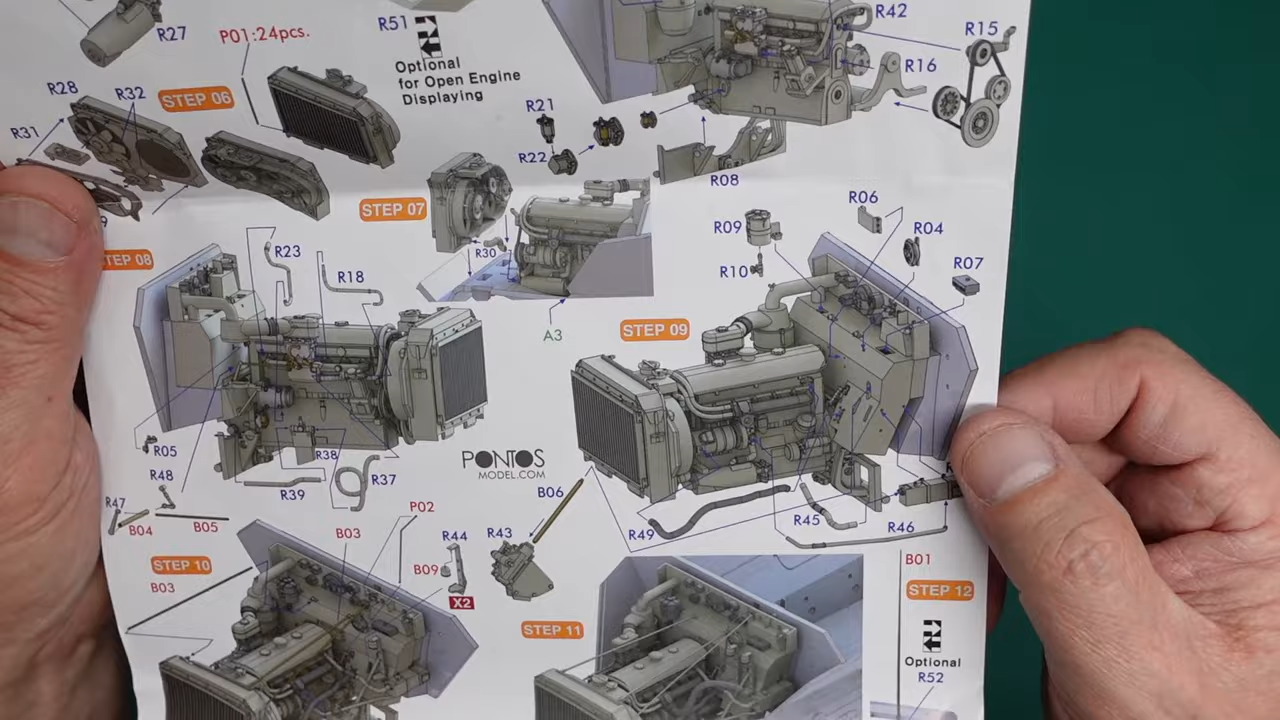 R27
P01:24pcs.
R51
Optional
for Open Engine
Displaying
R42
R15
R16
R28
R32
STEP 06
R31
R21
R22
R08
STEP 07
R30
R06
R09
R04
R10
R07
STEP 08
R23
R18
A3
STEP 09
R05
R38
R37
R39
PONTOS
MODEL.COM
R48
R47
B04
B05
B06
R49
R45
R46
P02
B03
R44
R43
B09
X2
STEP 10
B03
STEP 11
B01
STEP 12
Optional
R52